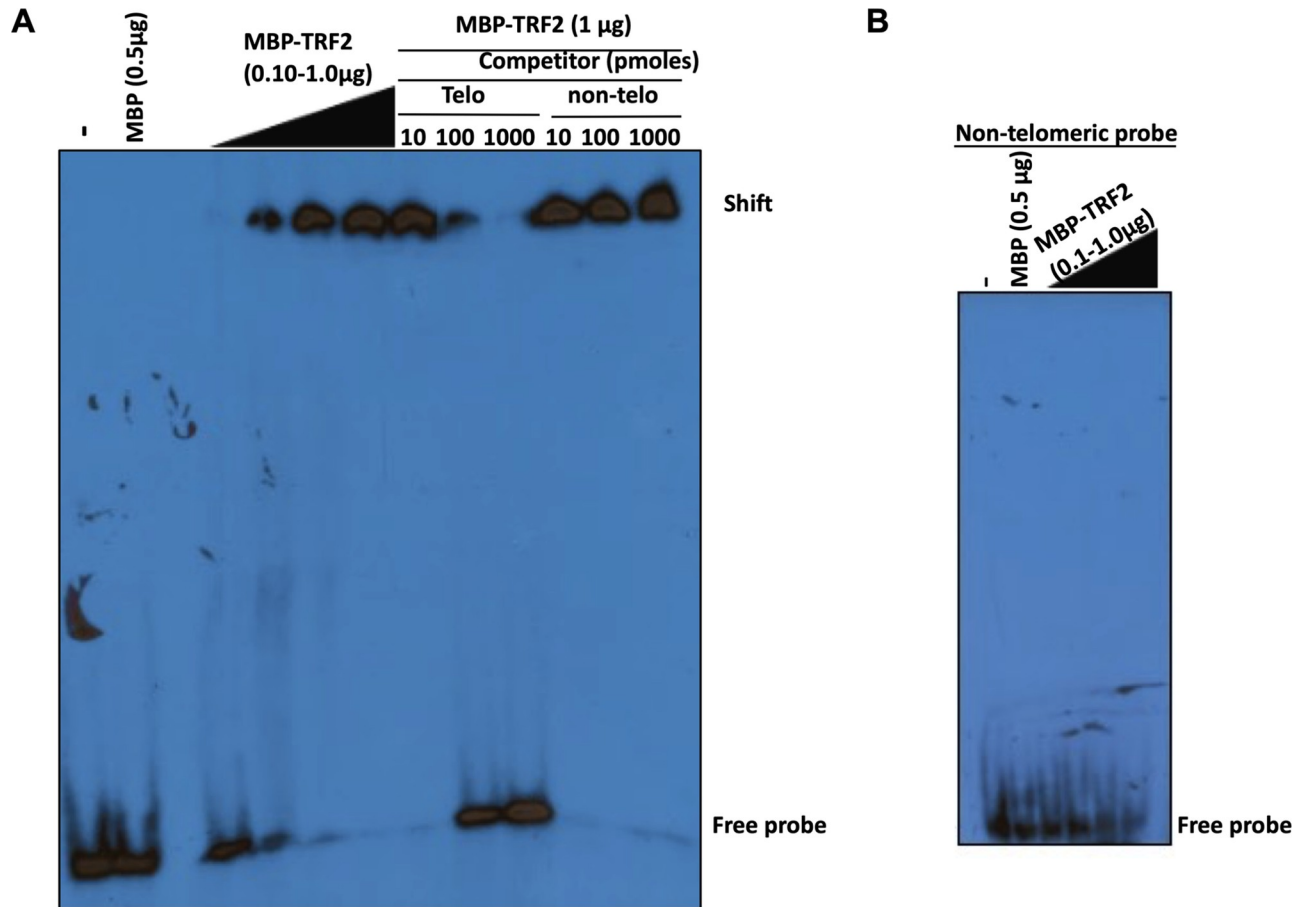 A
-
MBP (0.5µg)
MBP-TRF2
(0.10-1.0µg)
MBP-TRF2 (1 µg)
Competitor (pmoles)
Telo
non-telo
10 100 1000 10 100 1000
Shift
Free probe
B
Non-telomeric probe
-
MBP (0.5 µg)
MBP-TRF2
(0.1-1.0µg)
Free probe